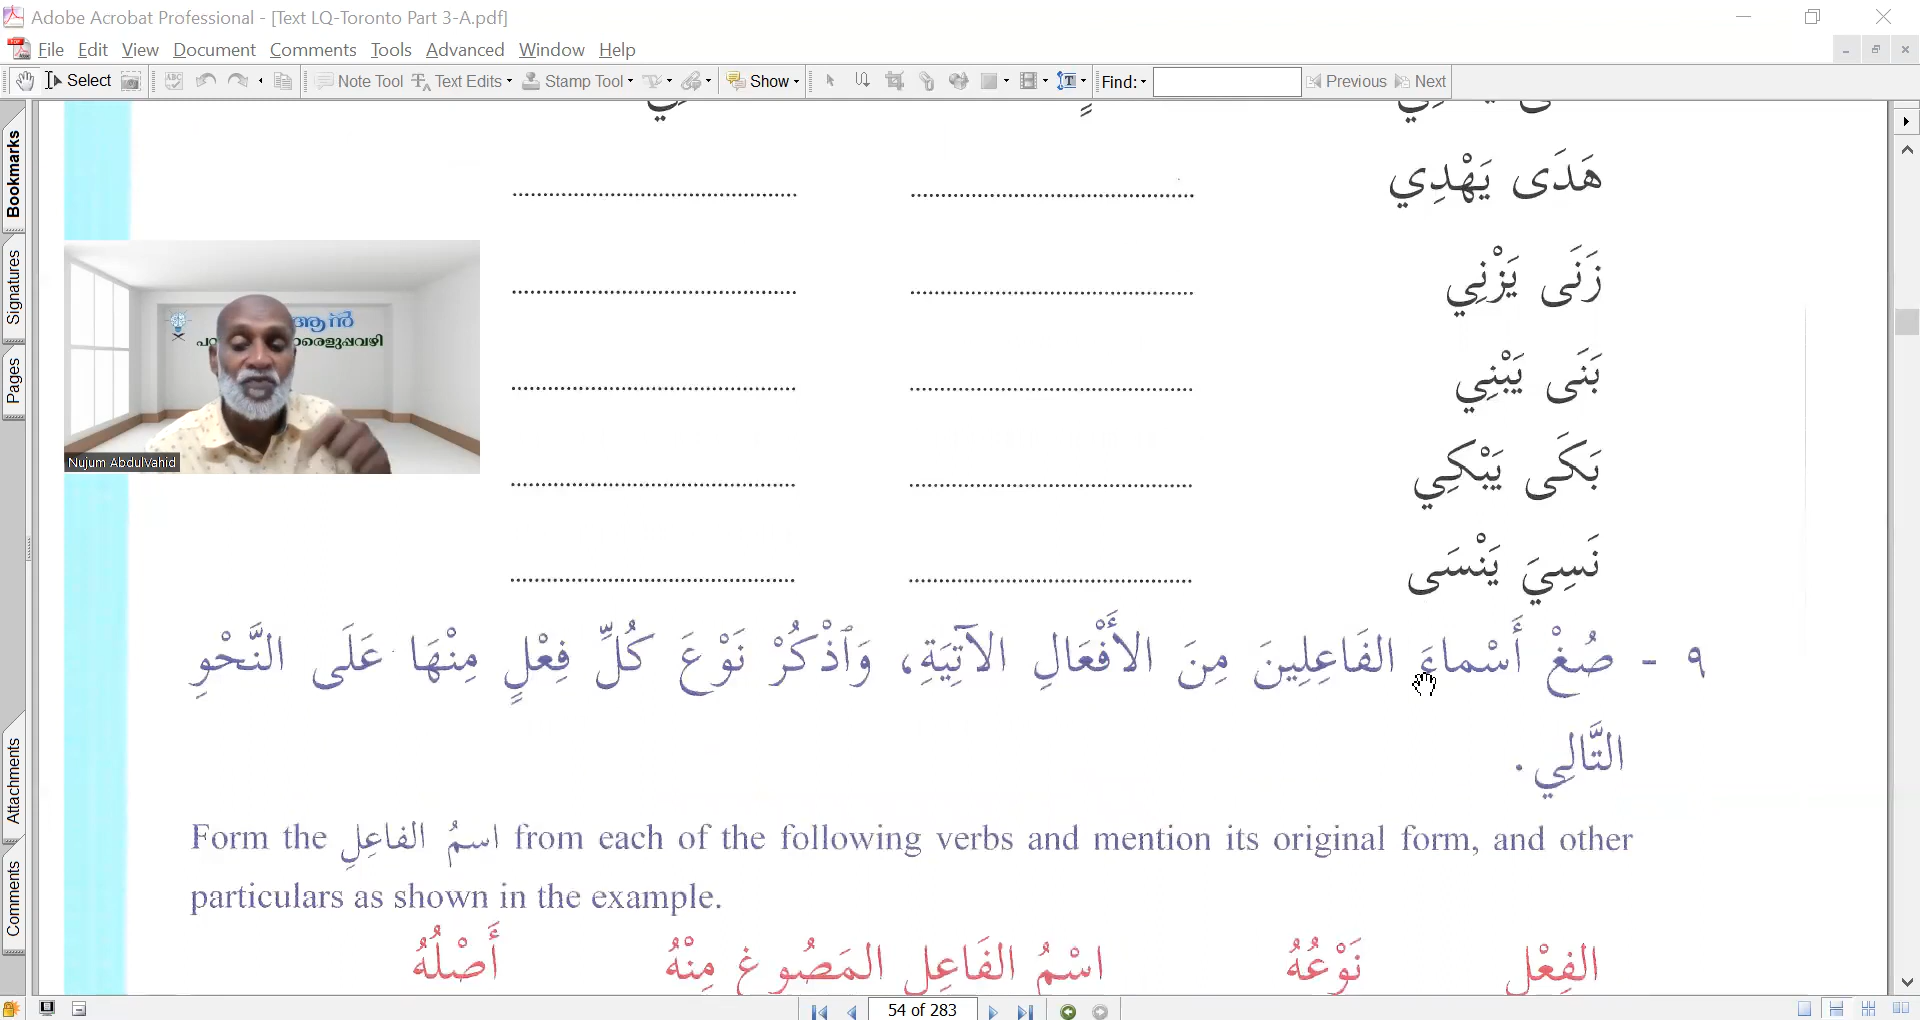 Adobe Acrobat Professional - [Text LQ-Toronto Part 3-A.pdf]
File Edit View Document Comments Tools Advanced Window Help
Select Note Tool Text Edits Stamp Tool Show Find: Previous Next
Bookmarks
Signatures
Pages
Attachments
Comments
هَدَى يَهْدِي ........................ ........................
زَنَى يَزْنِي ........................ ........................
بَنَى يَبْنِي ........................ ........................
بَكَى يَبْكِي ........................ ........................
نَسِيَ يَنْسَى ........................ ........................
Nujum AbdulVahid
٩ - صُغْ أَسْماءَ الفَاعِلِينَ مِنَ الأَفْعَالِ الآتِيَةِ، وَٱذْكُرْ نَوْعَ كُلِّ فِعْلٍ مِنْهَا عَلَى النَّحْوِ
التَّالِي .
Form the اسمُ الفاعِلِ from each of the following verbs and mention its original form, and other
particulars as shown in the example.
الفِعْل نَوْعُهُ اسْمُ الفَاعِلِ المَصُوغِ مِنْهُ أَصْلُهُ
54 of 283